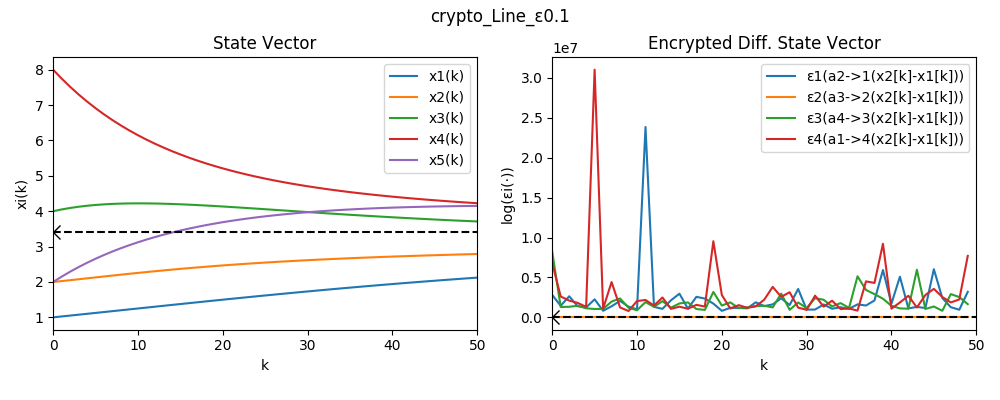 crypto_Line_ε0.1
State Vector
8
7
6
5
4
3
2
1
xi(k)
0
10
20
30
40
50
k
x1(k)
x2(k)
x3(k)
x4(k)
x5(k)
Encrypted Diff. State Vector
1e7
3.0
2.5
2.0
1.5
1.0
0.5
0.0
log(εi(·))
0
10
20
30
40
50
k
ε1(a2->1(x2[k]-x1[k]))
ε2(a3->2(x2[k]-x1[k]))
ε3(a4->3(x2[k]-x1[k]))
ε4(a1->4(x2[k]-x1[k]))